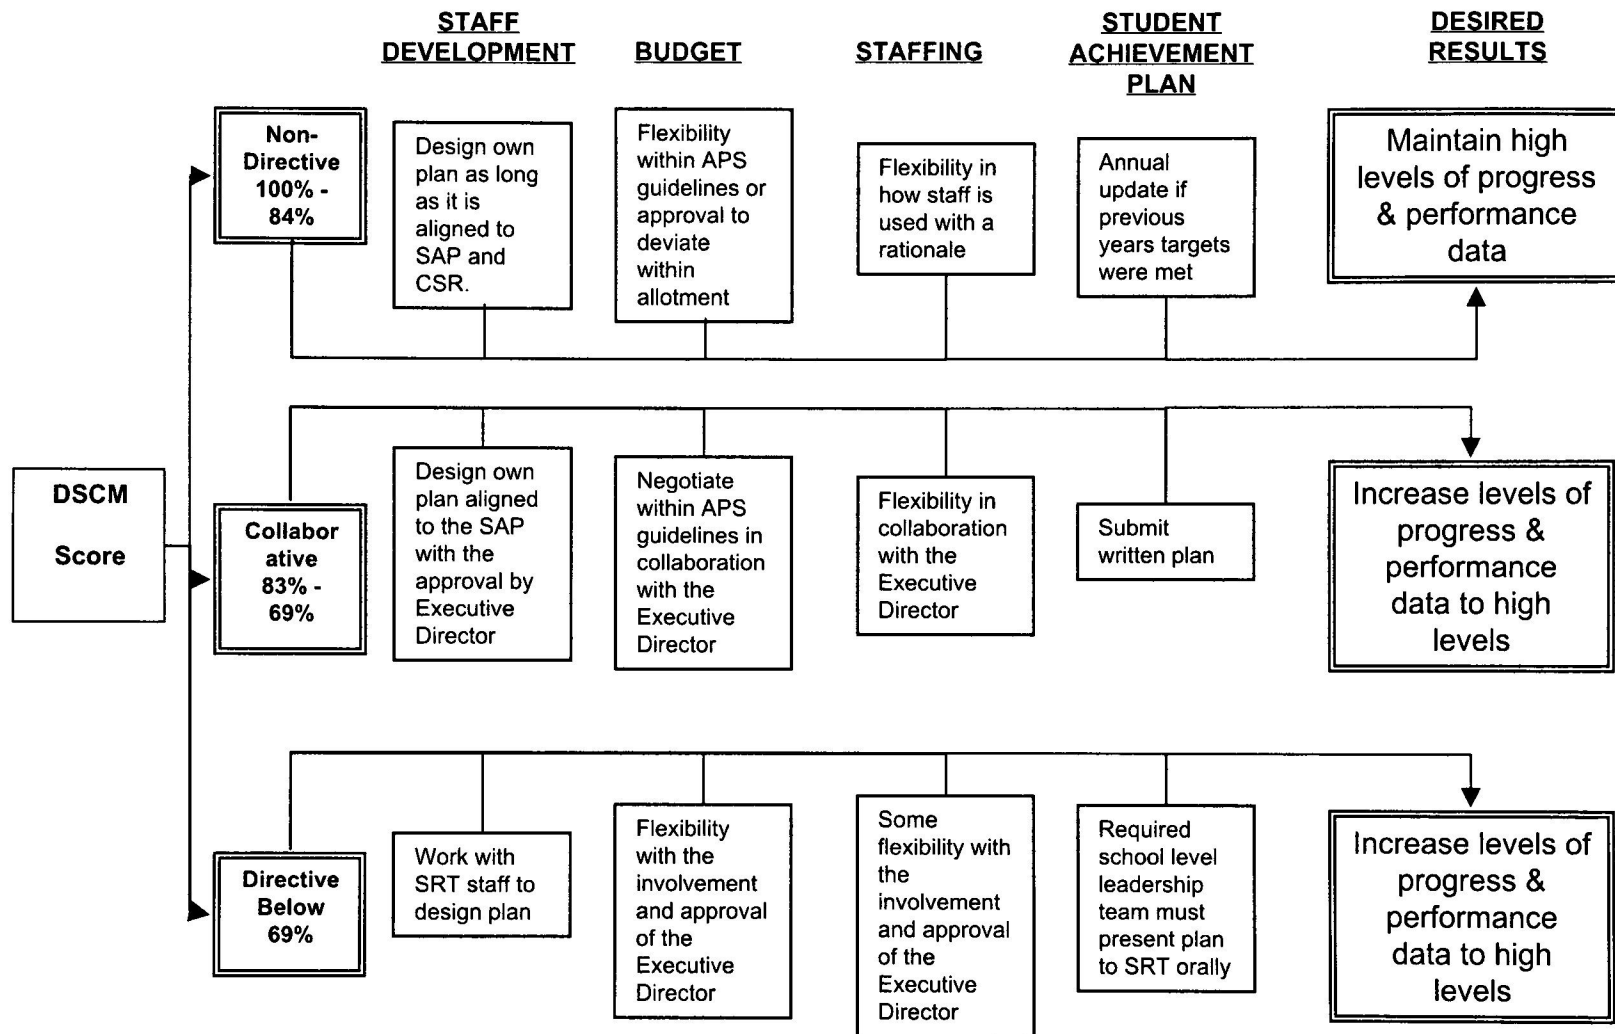 STAFF
DEVELOPMENT
BUDGET
STAFFING
STUDENT
ACHIEVEMENT
PLAN
DESIRED
RESULTS
Non-
Directive
100% -
84%
Design own
plan as long
as it is
aligned to
SAP and
CSR.
Flexibility
within APS
guidelines or
approval to
deviate
within
allotment
Flexibility in
how staff is
used with a
rationale
Annual
update if
previous
years targets
were met
Maintain high
levels of progress
& performance
data
DSCM
Score
Collabor
ative
83% -
69%
Design own
plan aligned
to the SAP
with the
approval by
Executive
Director
Negotiate
within APS
guidelines in
collaboration
with the
Executive
Director
Flexibility in
collaboration
with the
Executive
Director
Submit
written plan
Increase levels of
progress &
performance
data to high
levels
Directive
Below
69%
Work with
SRT staff to
design plan
Flexibility
with the
involvement
and approval
of the
Executive
Director
Some
flexibility with
the
involvement
and approval
of the
Executive
Director
Required
school level
leadership
team must
present plan
to SRT orally
Increase levels of
progress &
performance
data to high
levels